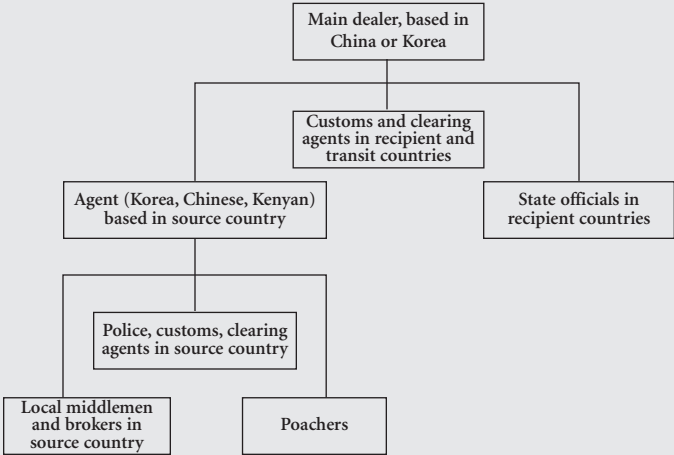 Main dealer, based in
China or Korea
Customs and clearing
agents in recipient and
transit countries
Agent (Korea, Chinese, Kenyan)
based in source country
State officials in
recipient countries
Police, customs, clearing
agents in source country
Local middlemen
and brokers in
source country
Poachers